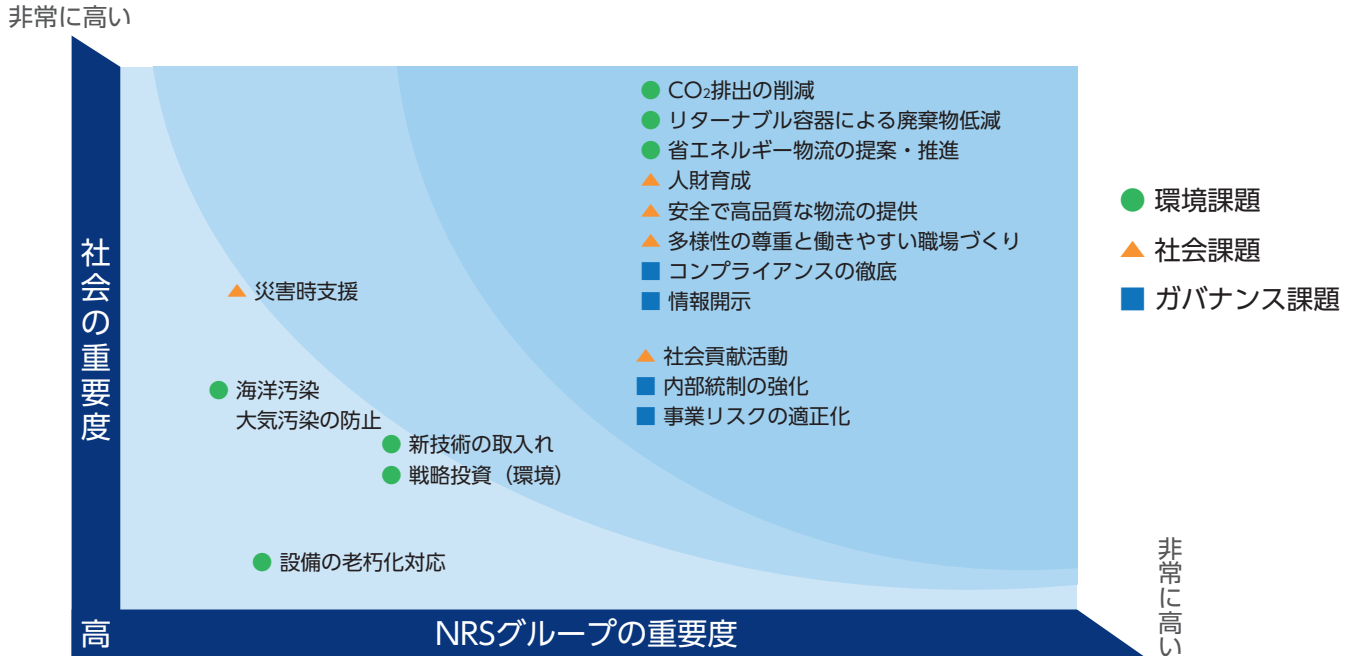 非常に高い
CO₂排出の削減
リターナブル容器による廃棄物低減
省エネルギー物流の提案・推進
人財育成
安全で高品質な物流の提供
多様性の尊重と働きやすい職場づくり
コンプライアンスの徹底
情報開示
災害時支援
社会貢献活動
内部統制の強化
事業リスクの適正化
海洋汚染
大気汚染の防止
新技術の取入れ
戦略投資（環境）
設備の老朽化対応
社会の重要度
高
NRSグループの重要度
非常に高い
環境課題
社会課題
ガバナンス課題